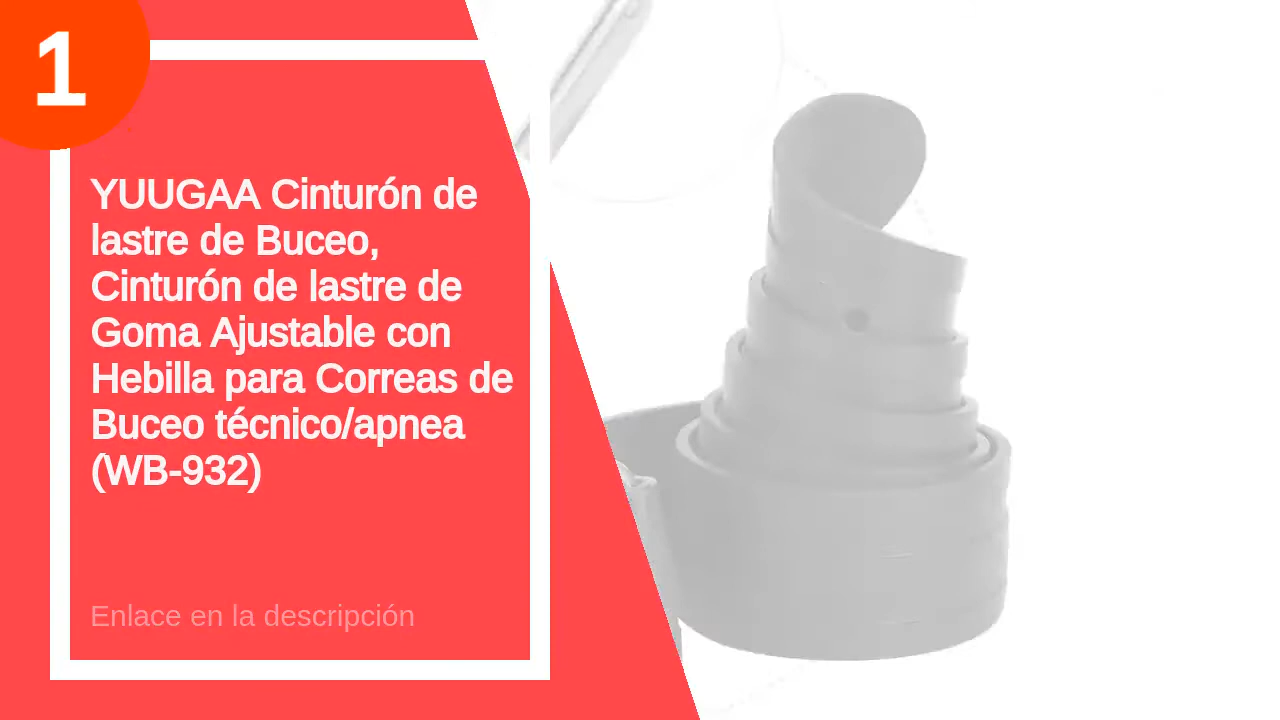 1
YUUGAA Cinturón de
lastre de Buceo,
Cinturón de lastre de
Goma Ajustable con
Hebilla para Correas de
Buceo técnico/apnea
(WB-932)
Enlace en la descripción